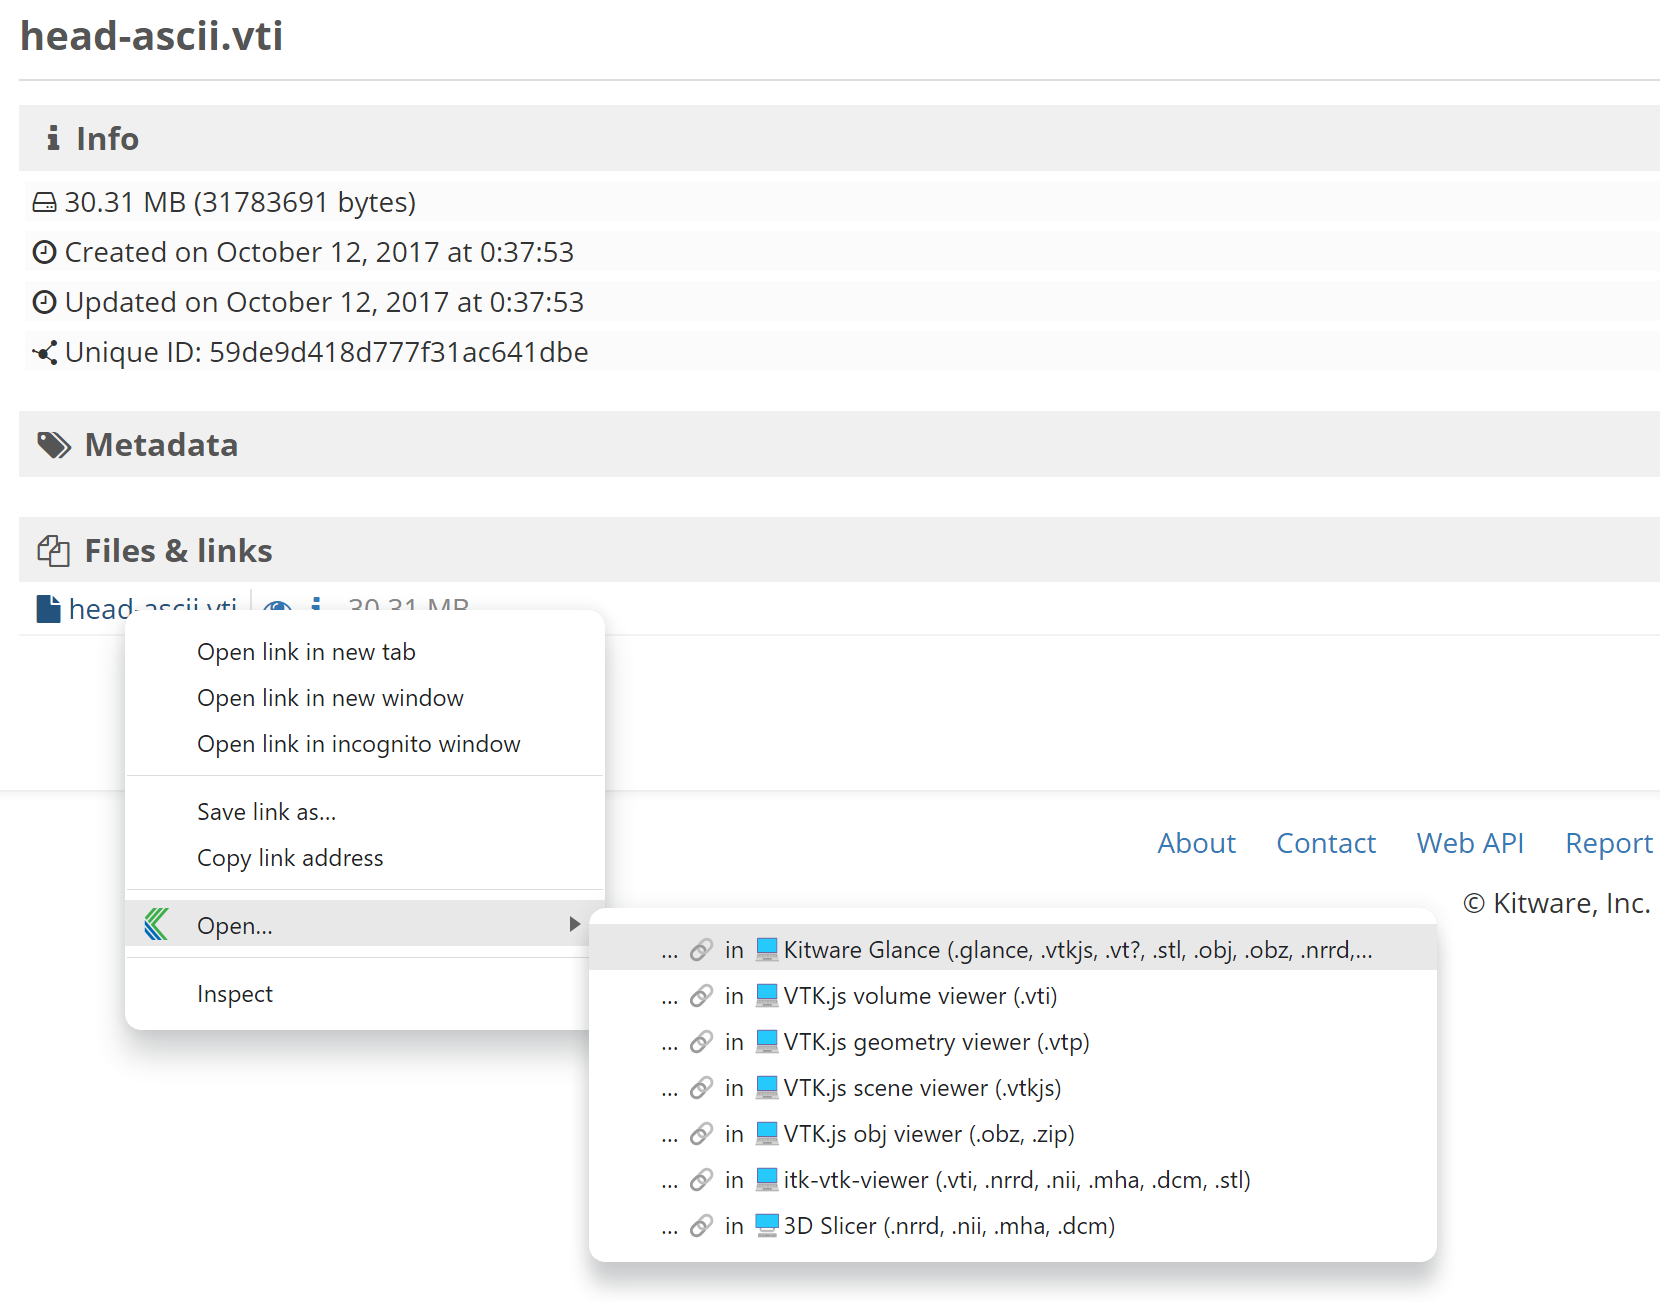 head-ascii.vti
Info
30.31 MB (31783691 bytes)
Created on October 12, 2017 at 0:37:53
Updated on October 12, 2017 at 0:37:53
Unique ID: 59de9d418d777f31ac641dbe
Metadata
Files & links
head-ascii.vti 30.31 MB
Open link in new tab
Open link in new window
Open link in incognito window
Save link as...
Copy link address
Open...
Inspect
... 🔗 in 💻Kitware Glance (.glance, .vtkjs, .vt?, .stl, .obj, .obz, .nrrd,...
... 🔗 in 💻VTK.js volume viewer (.vti)
... 🔗 in 💻VTK.js geometry viewer (.vtp)
... 🔗 in 💻VTK.js scene viewer (.vtkjs)
... 🔗 in 💻VTK.js obj viewer (.obz, .zip)
... 🔗 in 💻itk-vtk-viewer (.vti, .nrrd, .nii, .mha, .dcm, .stl)
... 🔗 in 🖥3D Slicer (.nrrd, .nii, .mha, .dcm)
About Contact Web API Report
© Kitware, Inc.